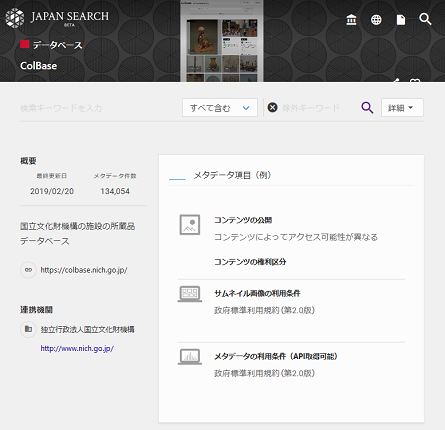 JAPAN SEARCH
BETA
データベース
ColBase
検索キーワードを入力
すべて含む
除外キーワード
詳細
概要
最終更新日
メタデータ件数
2019/02/20
134,054
国立文化財機構の施設の所蔵品
データベース
https://colbase.nich.go.jp/
連携機関
独立行政法人国立文化財機構
http://www.nich.go.jp/
メタデータ項目（例）
コンテンツの公開
コンテンツによってアクセス可能性が異なる
コンテンツの権利区分
サムネイル画像の利用条件
政府標準利用規約(第2.0版)
メタデータの利用条件（API取得可能）
政府標準利用規約(第2.0版)